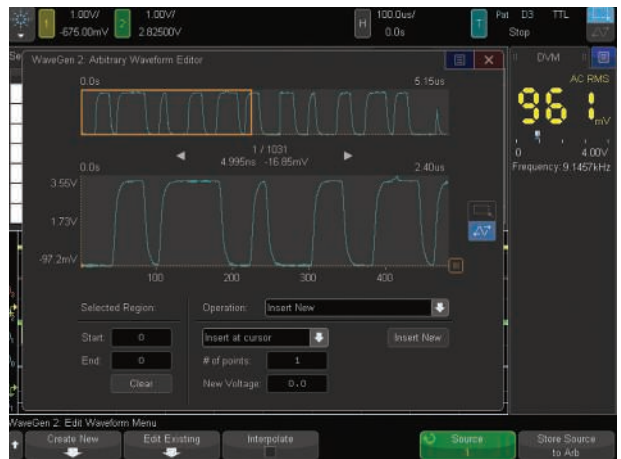 1 1.00V/ -675.00mV 2 1.00V/ 2.82500V H 100.0us/ 0.0s T Pat D3 TTL Stop
WaveGen 2: Arbitrary Waveform Editor
DVM
0.0s 5.15us
AC RMS
961 mV
1 / 1031
4.995ns -16.85mV
0 4.00V
Frequency: 9.1457kHz
0.0s 2.40us
3.55V
1.73V
-97.2mV
100 200 300 400
Selected Region: Operation: Insert New
Start: 0 Insert at cursor Insert New
End: 0 # of points: 1
Clear New Voltage: 0.0
WaveGen 2: Edit Waveform Menu
Create New Edit Existing Interpolate Source 1 Store Source to Arb